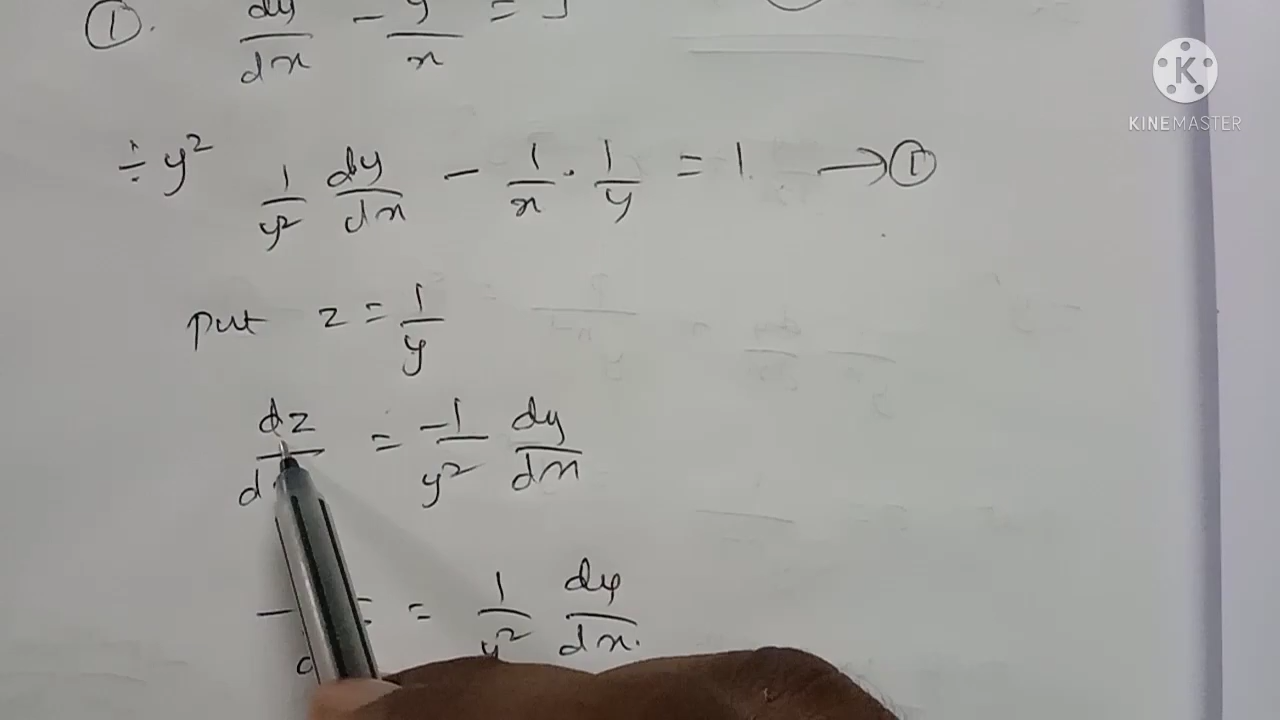 ①. dy/dx - y/x =
KINEMASTER
÷ y² 1/y² dy/dx - 1/x · 1/y = 1. → ①
put z = 1/y
dz/d = -1/y² dy/dx
- = 1/y² dy/dx.